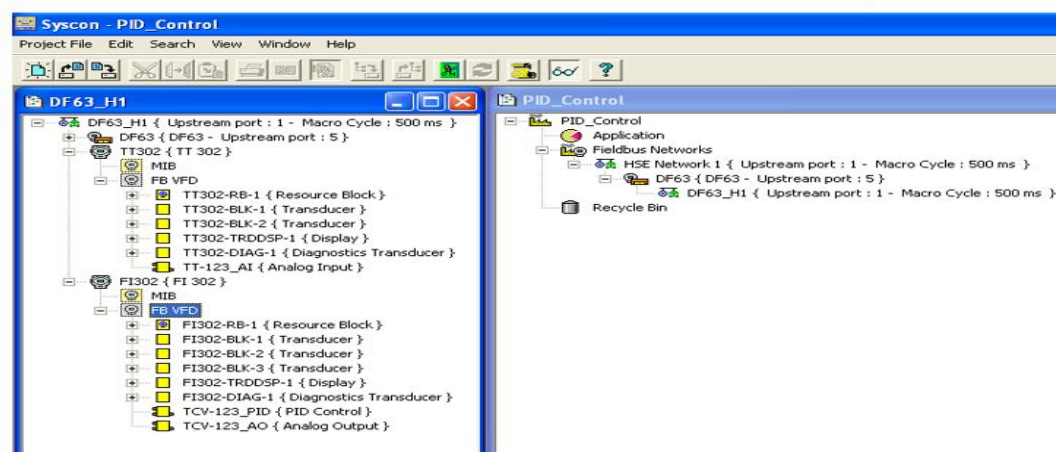 Syscon - PID_Control
Project File Edit Search View Window Help
DF63_H1
DF63_H1 { Upstream port : 1 - Macro Cycle : 500 ms }
DF63 { DF63 - Upstream port : 5 }
TT302 { TT 302 }
MIB
FB VFD
TT302-RB-1 { Resource Block }
TT302-BLK-1 { Transducer }
TT302-BLK-2 { Transducer }
TT302-TRDDSP-1 { Display }
TT302-DIAG-1 { Diagnostics Transducer }
TT-123_AI { Analog Input }
FI302 { FI 302 }
MIB
FB VFD
FI302-RB-1 { Resource Block }
FI302-BLK-1 { Transducer }
FI302-BLK-2 { Transducer }
FI302-BLK-3 { Transducer }
FI302-TRDDSP-1 { Display }
FI302-DIAG-1 { Diagnostics Transducer }
TCV-123_PID { PID Control }
TCV-123_AO { Analog Output }
PID_Control
PID_Control
Application
Fieldbus Networks
HSE Network 1 { Upstream port : 1 - Macro Cycle : 500 ms }
DF63 { DF63 - Upstream port : 5 }
DF63_H1 { Upstream port : 1 - Macro Cycle : 500 ms }
Recycle Bin